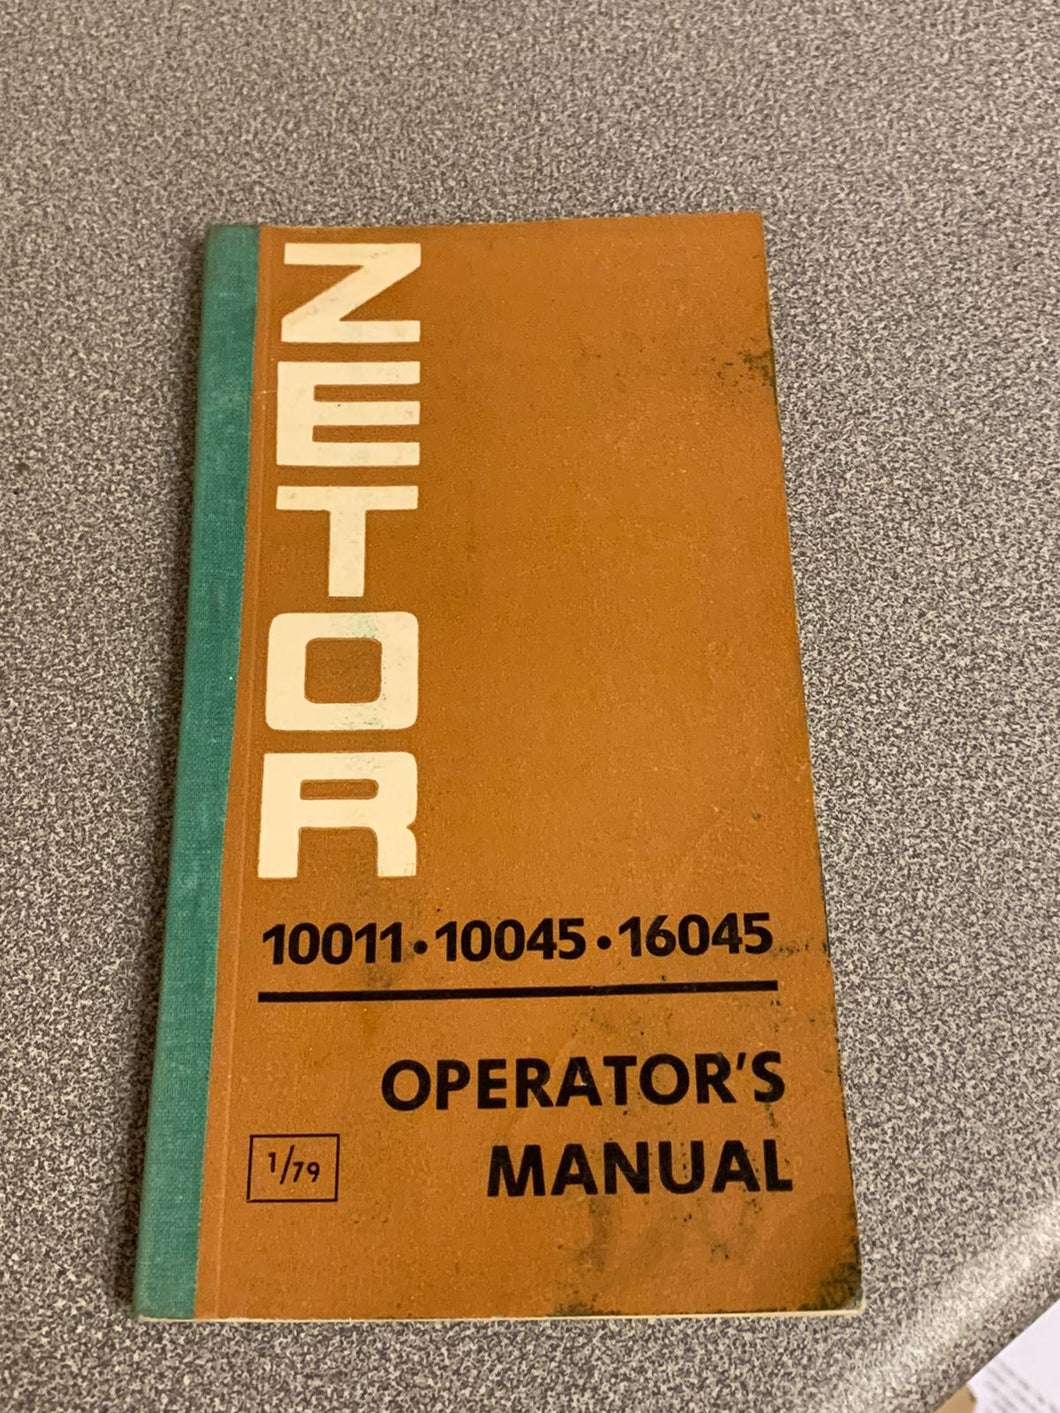 ZETOR
10011 • 10045 • 16045
OPERATOR'S
MANUAL
1/79